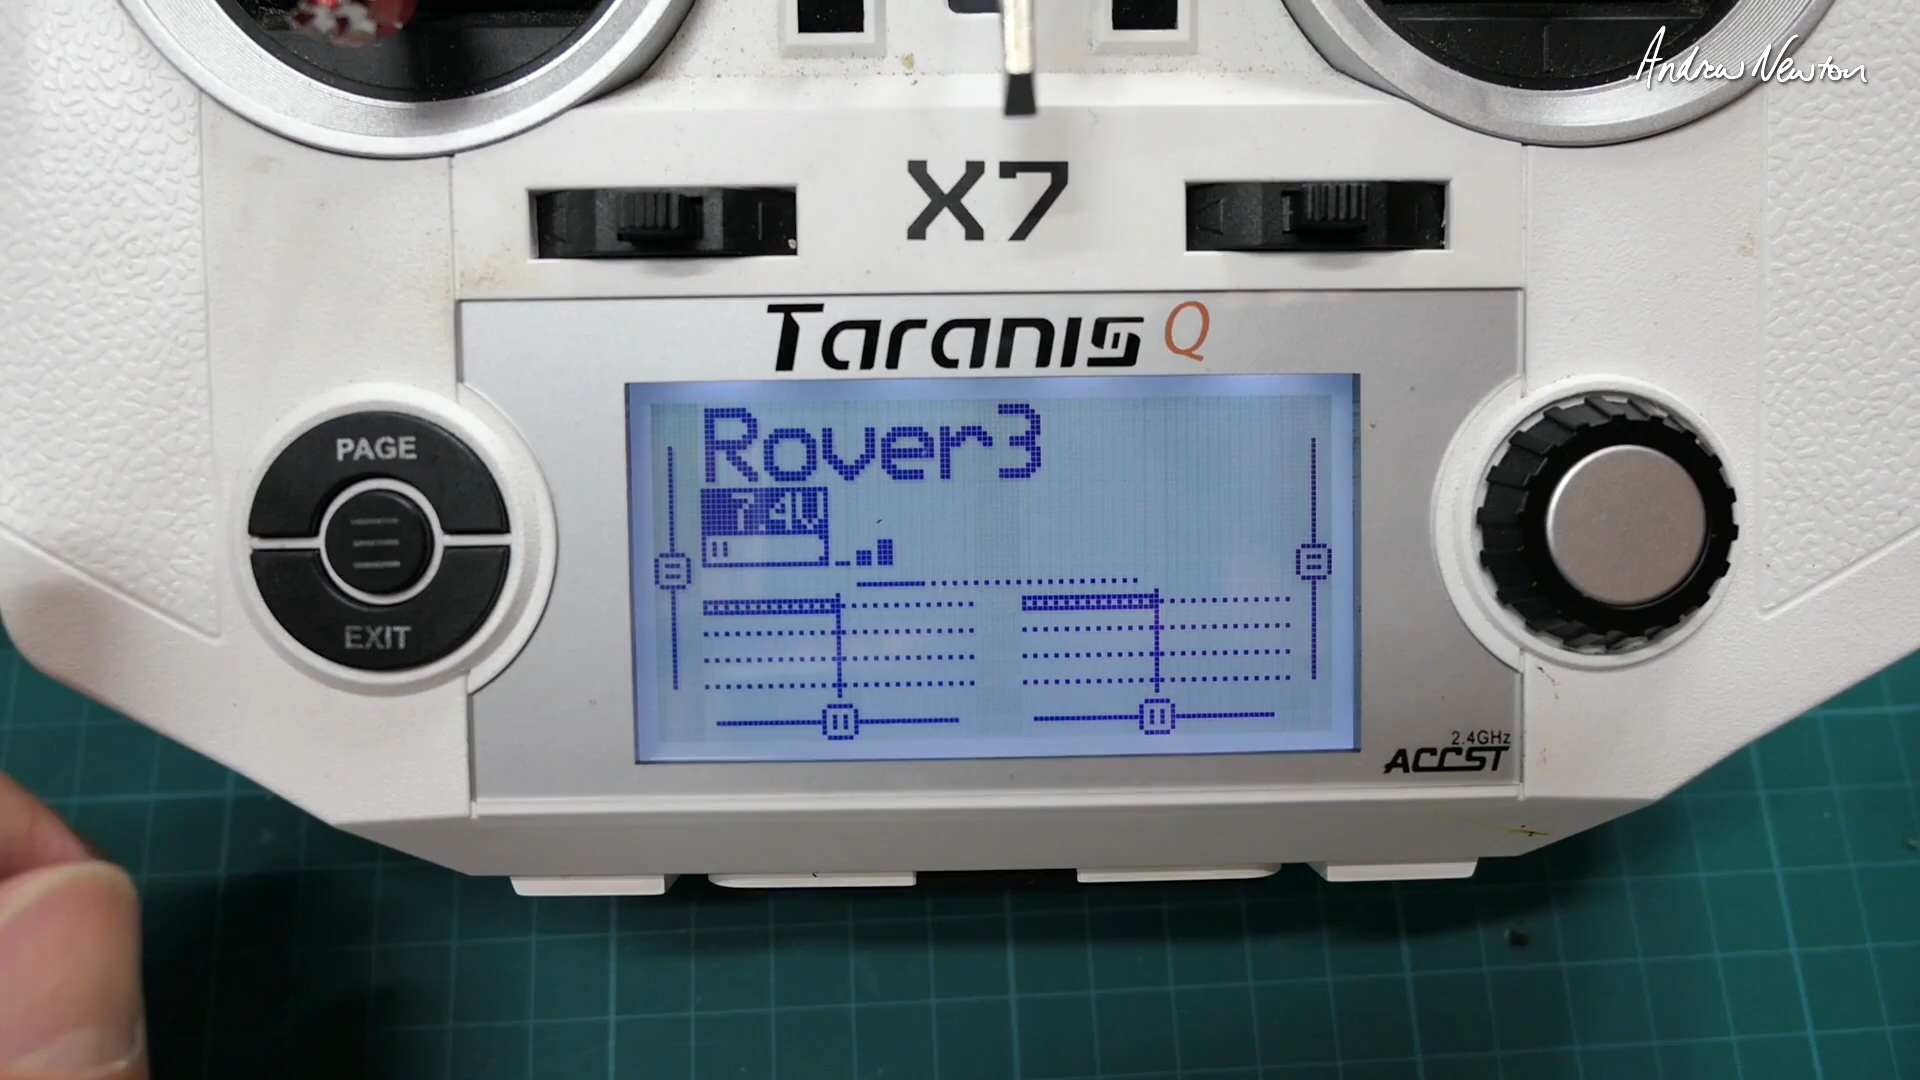 Andrew Newton
X7
Taranis Q
PAGE
Rover3
7.4V
EXIT
2.4GHz
ACCST